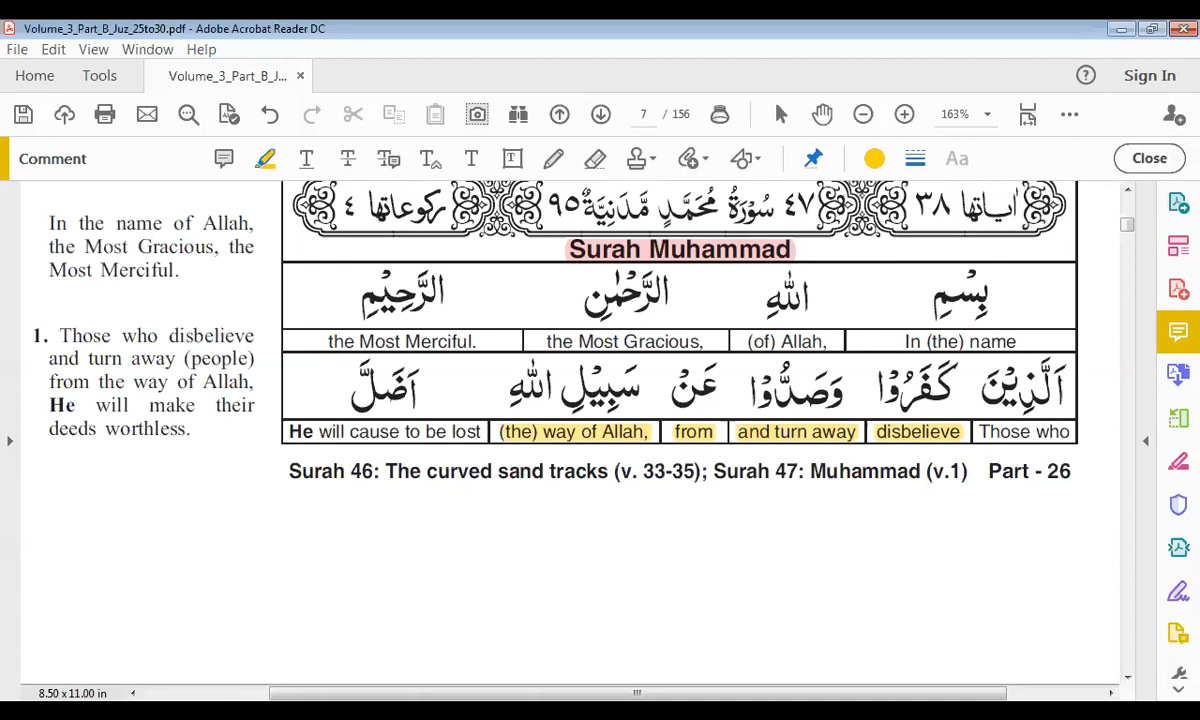 Volume_3_Part_B_Juz_25to30.pdf - Adobe Acrobat Reader DC
File Edit View Window Help
Home Tools Volume_3_Part_B_J... × Sign In
7 / 156 163%
Comment Aa Close
In the name of Allah,
the Most Gracious, the
Most Merciful.
1. Those who disbelieve
and turn away (people)
from the way of Allah,
He will make their
deeds worthless.
اٰیاتها ٣٨ ٤٧ سُوْرَةُ مُحَمَّدٍ مَّدَنِيَّةٌ ٩٥ ركوعاتها ٤
Surah Muhammad
بِسْمِ اللّٰهِ الرَّحْمٰنِ الرَّحِيْمِ
the Most Merciful. the Most Gracious, (of) Allah, In (the) name
اَلَّذِيْنَ كَفَرُوْا وَصَدُّوْا عَنْ سَبِيْلِ اللّٰهِ اَضَلَّ
He will cause to be lost (the) way of Allah, from and turn away disbelieve Those who
Surah 46: The curved sand tracks (v. 33-35); Surah 47: Muhammad (v.1) Part - 26
8.50 x 11.00 in